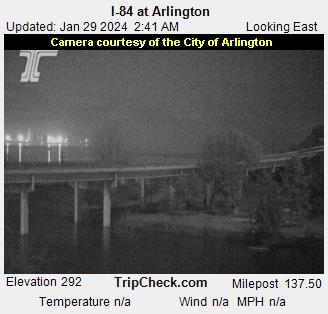 I-84 at Arlington
Updated: Jan 29 2024 2:41 AM Looking East
Camera courtesy of the City of Arlington
Elevation 292 TripCheck.com Milepost 137.50
Temperature n/a Wind n/a MPH n/a